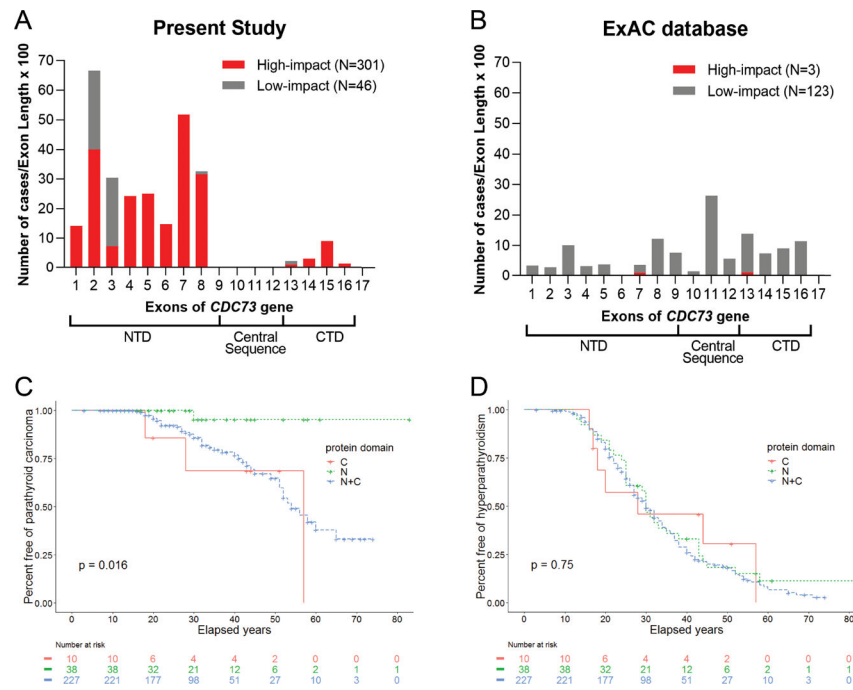 A
Present Study
Number of cases/Exon Length x 100
70
60
50
40
30
20
10
0
High-impact (N=301)
Low-impact (N=46)
1 2 3 4 5 6 7 8 9 10 11 12 13 14 15 16 17
Exons of CDC73 gene
NTD
Central
Sequence
CTD
B
ExAC database
Number of cases/Exon Length x 100
70
60
50
40
30
20
10
0
High-impact (N=3)
Low-impact (N=123)
1 2 3 4 5 6 7 8 9 10 11 12 13 14 15 16 17
Exons of CDC73 gene
NTD
Central
Sequence
CTD
C
Percent free of parathyroid carcinoma
1.00
0.75
0.50
0.25
0.00
protein domain
C
N
N+C
p = 0.016
0 10 20 30 40 50 60 70 80
Elapsed years
Number at risk
10 10 6 4 4 2 0 0 0
38 38 32 21 12 6 2 1 1
227 221 177 98 51 27 10 3 0
D
Percent free of hyperparathyroidism
1.00
0.75
0.50
0.25
0.00
protein domain
C
N
N+C
p = 0.75
0 10 20 30 40 50 60 70 80
Elapsed years
Number at risk
10 10 6 4 4 2 0 0 0
38 38 32 21 12 6 2 1 1
227 221 177 98 51 27 10 3 0